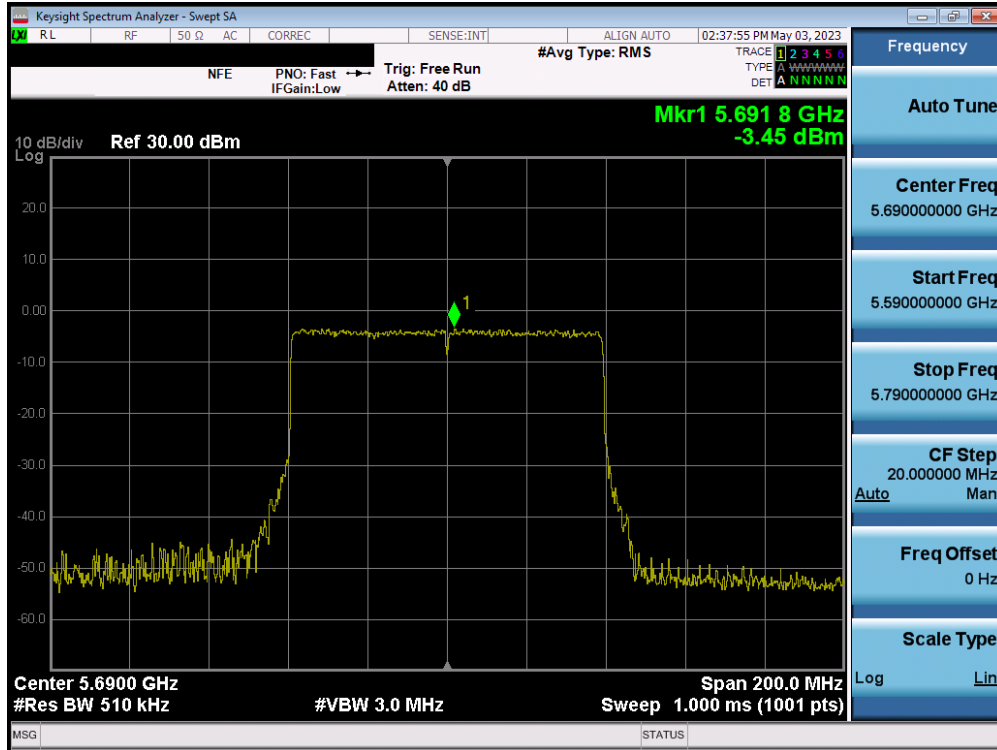 Keysight Spectrum Analyzer - Swept SA
LXI RL RF 50 Ω AC CORREC SENSE:INT ALIGN AUTO 02:37:55 PM May 03, 2023
NFE PNO: Fast Trig: Free Run #Avg Type: RMS TRACE 1 2 3 4 5 6
IFGain:Low Atten: 40 dB TYPE A WWWWW
DET A N N N N N
Mkr1 5.691 8 GHz
-3.45 dBm
10 dB/div Ref 30.00 dBm
Log
20.0
10.0
0.00
-10.0
-20.0
-30.0
-40.0
-50.0
-60.0
1
Center 5.6900 GHz Span 200.0 MHz
#Res BW 510 kHz #VBW 3.0 MHz Sweep 1.000 ms (1001 pts)
MSG STATUS
Frequency
Auto Tune
Center Freq
5.690000000 GHz
Start Freq
5.590000000 GHz
Stop Freq
5.790000000 GHz
CF Step
20.000000 MHz
Auto Man
Freq Offset
0 Hz
Scale Type
Log Lin